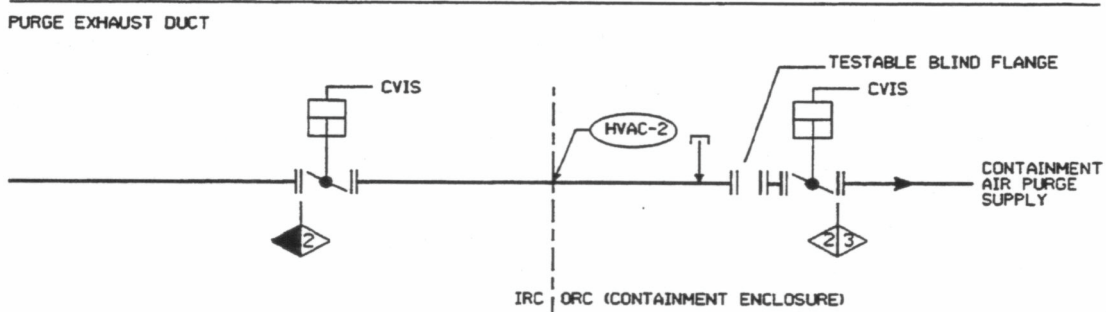 PURGE EXHAUST DUCT
TESTABLE BLIND FLANGE
CVIS
CVIS
HVAC-2
CONTAINMENT
AIR PURGE
SUPPLY
2
2 3
IRC ORC (CONTAINMENT ENCLOSURE)